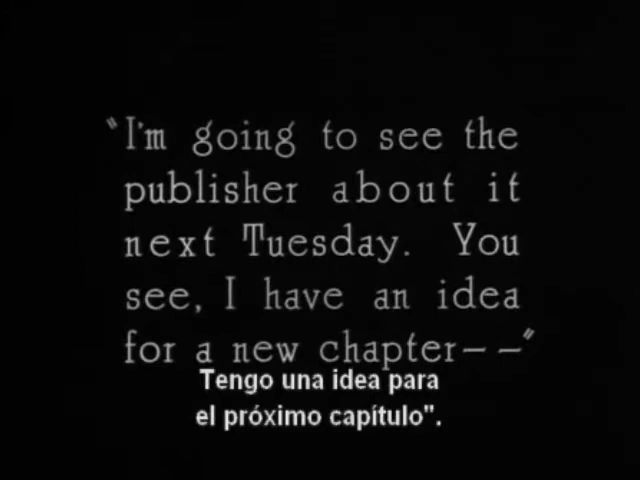 "I'm going to see the
publisher about it
next Tuesday. You
see, I have an idea
for a new chapter--"
Tengo una idea para
el próximo capítulo".